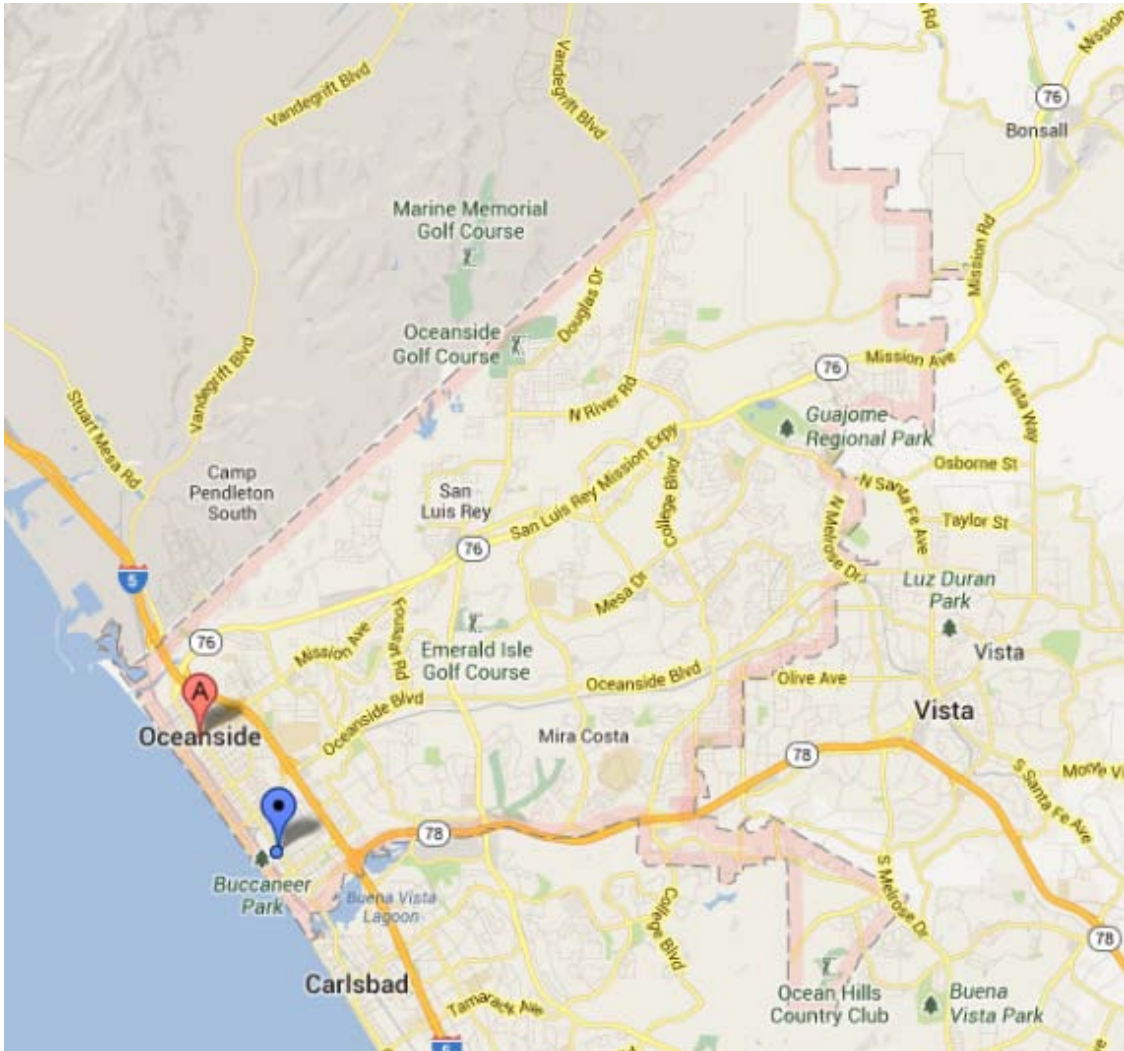 Vandegrift Blvd
Vandegrift Blvd
Mission
76
Bonsall
Marine Memorial
Golf Course
Mission Rd
Douglas Dr
Oceanside
Golf Course
Vandegrift Blvd
Stuart Mesa Rd
76
Mission Ave
E Vista Way
N River Rd
Guajome
Regional Park
San Luis Rey Mission Expy
College Blvd
Camp
Pendleton
South
San
Luis Rey
Osborne St
N Santa Fe Ave
N Melrose Dr
Taylor St
76
5
Mesa Dr
Luz Duran
Park
76
Mission Ave
Emerald Isle
Golf Course
Vista
Oceanside Blvd
Olive Ave
A
Oceanside
Oceanside Blvd
Mira Costa
Vista
78
S Santa Fe Ave
78
S Melrose Dr
Buccaneer
Park
Buena Vista
Lagoon
College Blvd
78
Carlsbad
Tamarack Ave
Ocean Hills
Country Club
Buena
Vista Park
5